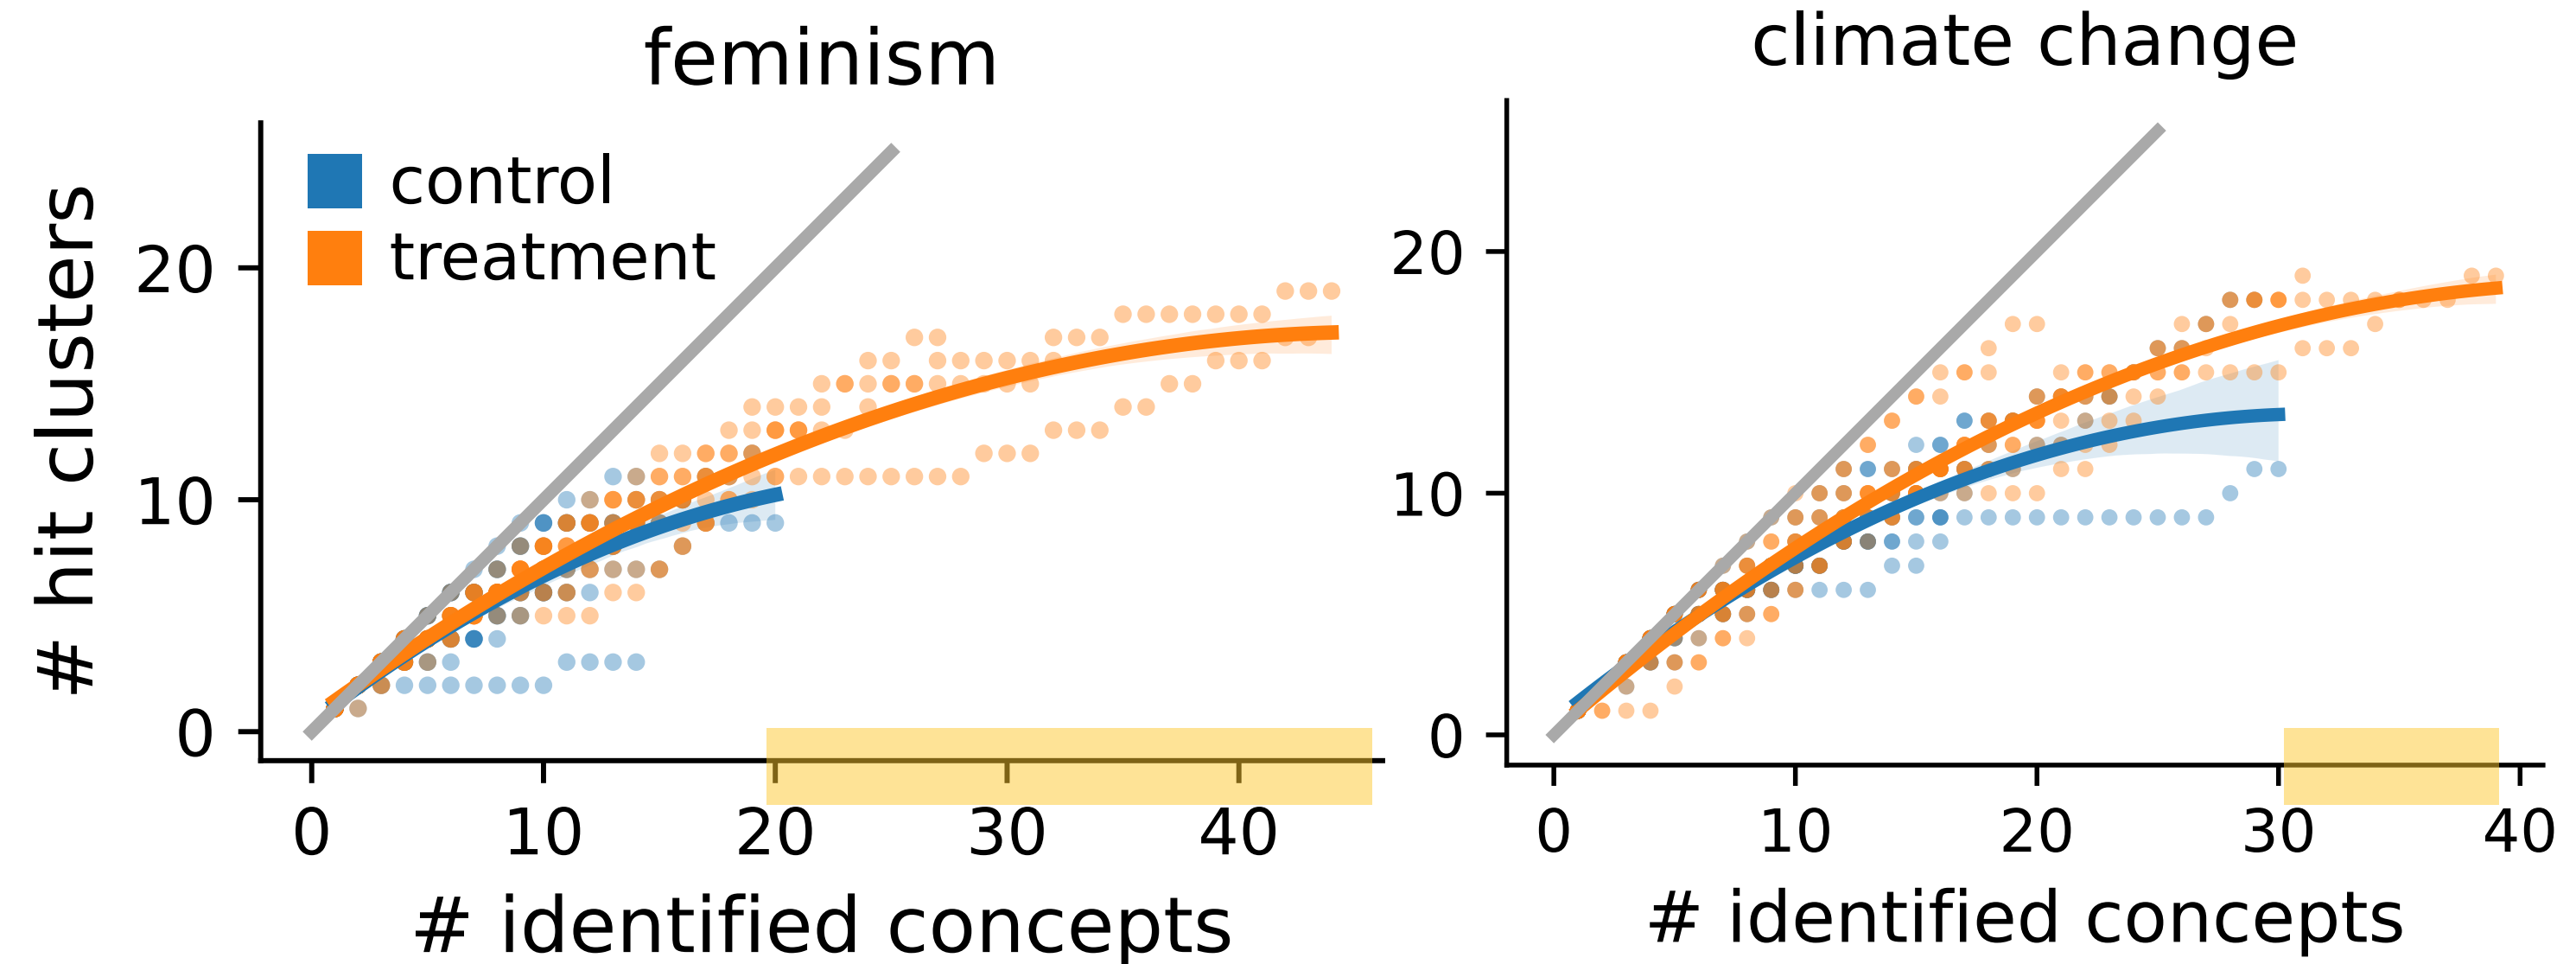 feminism
climate change
control
treatment
# hit clusters
20
10
0
0
10
20
30
40
# identified concepts
20
10
0
0
10
20
30
40
# identified concepts